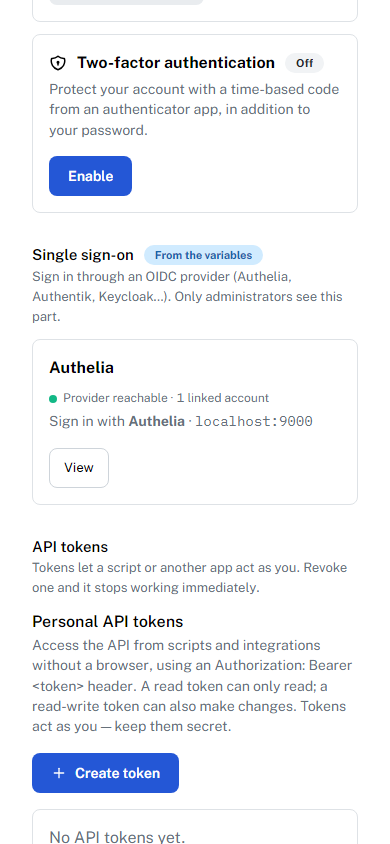 Two-factor authentication Off
Protect your account with a time-based code
from an authenticator app, in addition to
your password.
Enable
Single sign-on From the variables
Sign in through an OIDC provider (Authelia,
Authentik, Keycloak...). Only administrators see this
part.
Authelia
Provider reachable · 1 linked account
Sign in with Authelia · localhost:9000
View
API tokens
Tokens let a script or another app act as you. Revoke
one and it stops working immediately.
Personal API tokens
Access the API from scripts and integrations
without a browser, using an Authorization: Bearer
<token> header. A read token can only read; a
read-write token can also make changes. Tokens
act as you — keep them secret.
+ Create token
No API tokens yet.